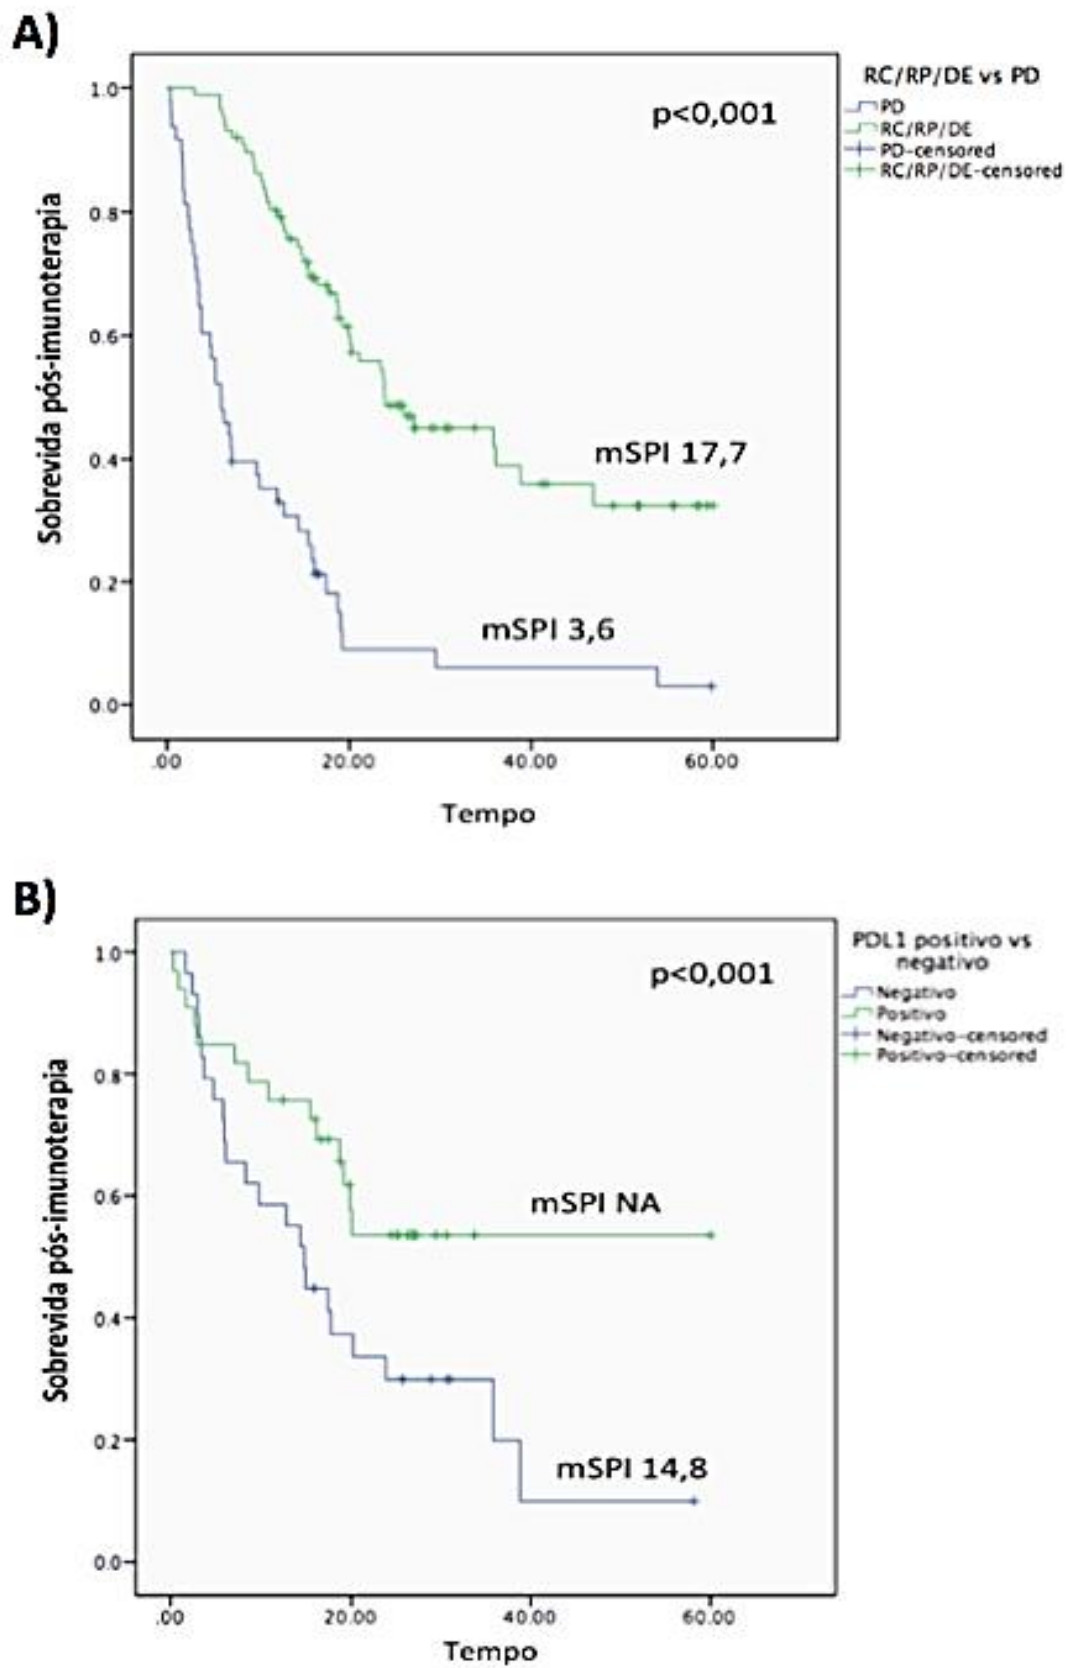 A)
RC/RP/DE vs PD
PD
RC/RP/DE
PD-censored
RC/RP/DE-censored
p<0,001
Sobrevida pós-imunoterapia
1.0
0.8
0.6
0.4
0.2
0.0
mSPI 17,7
mSPI 3,6
.00
20.00
40.00
60.00
Tempo
B)
PDL1 positivo vs
negativo
Negativo
Positivo
Negativo-censored
Positivo-censored
p<0,001
Sobrevida pós-imunoterapia
1.0
0.8
0.6
0.4
0.2
0.0
mSPI NA
mSPI 14,8
.00
20.00
40.00
60.00
Tempo